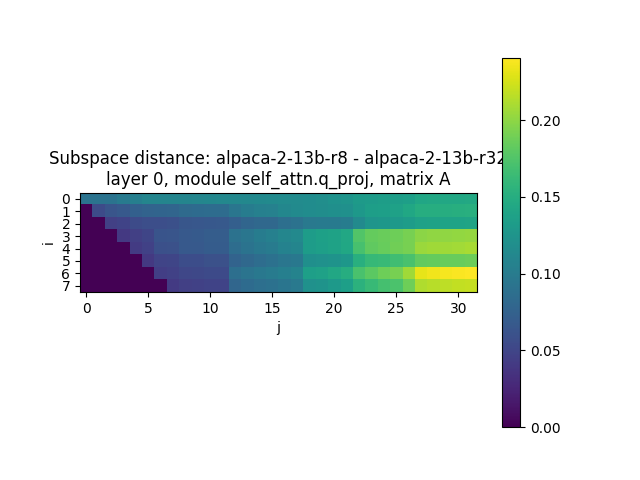 Subspace distance: alpaca-2-13b-r8 - alpaca-2-13b-r32
layer 0, module self_attn.q_proj, matrix A
0
1
2
3
4
5
6
7
i
0 5 10 15 20 25 30
j
0.20
0.15
0.10
0.05
0.00